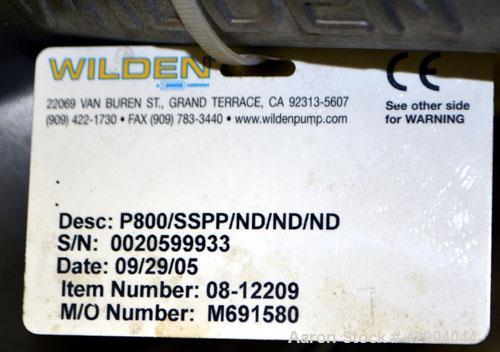 WILDEN
CE
22069 VAN BUREN ST., GRAND TERRACE, CA 92313-5607
(909) 422-1730 • FAX (909) 783-3440 • www.wildenpump.com
See other side
for WARNING
.
.
Desc: P800/SSPP/ND/ND/ND
S/N: 0020599933
Date: 09/29/05
Item Number: 08-12209
M/O Number: M691580